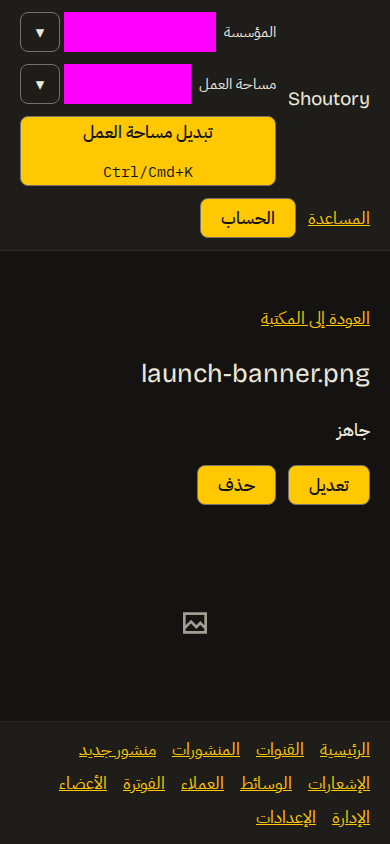 المؤسسة ▼
مساحة العمل ▼
Shoutory
تبديل مساحة العمل
Ctrl/Cmd+K
المساعدة الحساب
العودة إلى المكتبة
launch-banner.png
جاهز
تعديل حذف
الرئيسية القنوات المنشورات منشور جديد
الإشعارات الوسائط العملاء الفوترة الأعضاء
الإدارة الإعدادات